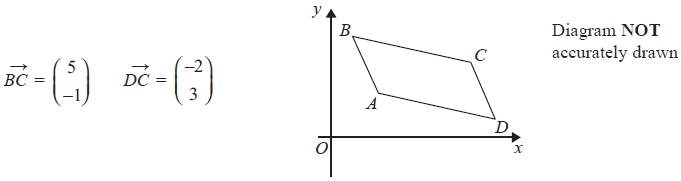 BC = (5 -1) DC = (-2 3)
y
B
C
A
D
O
x
Diagram NOT
accurately drawn